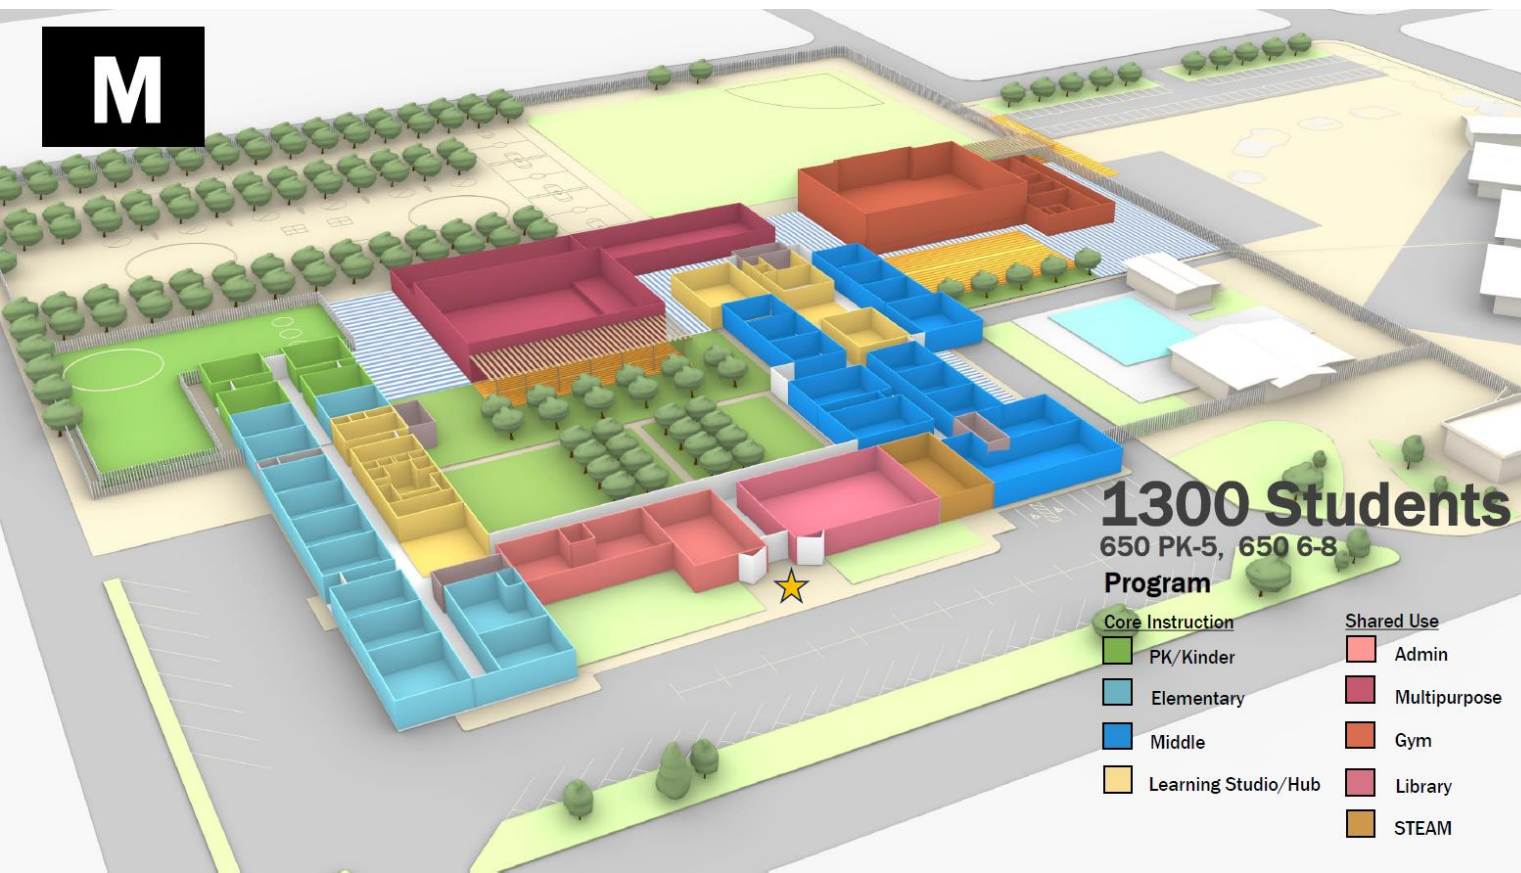 M
1300 Students
650 PK-5, 650 6-8
Program
Core Instruction
PK/Kinder
Elementary
Middle
Learning Studio/Hub
Shared Use
Admin
Multipurpose
Gym
Library
STEAM